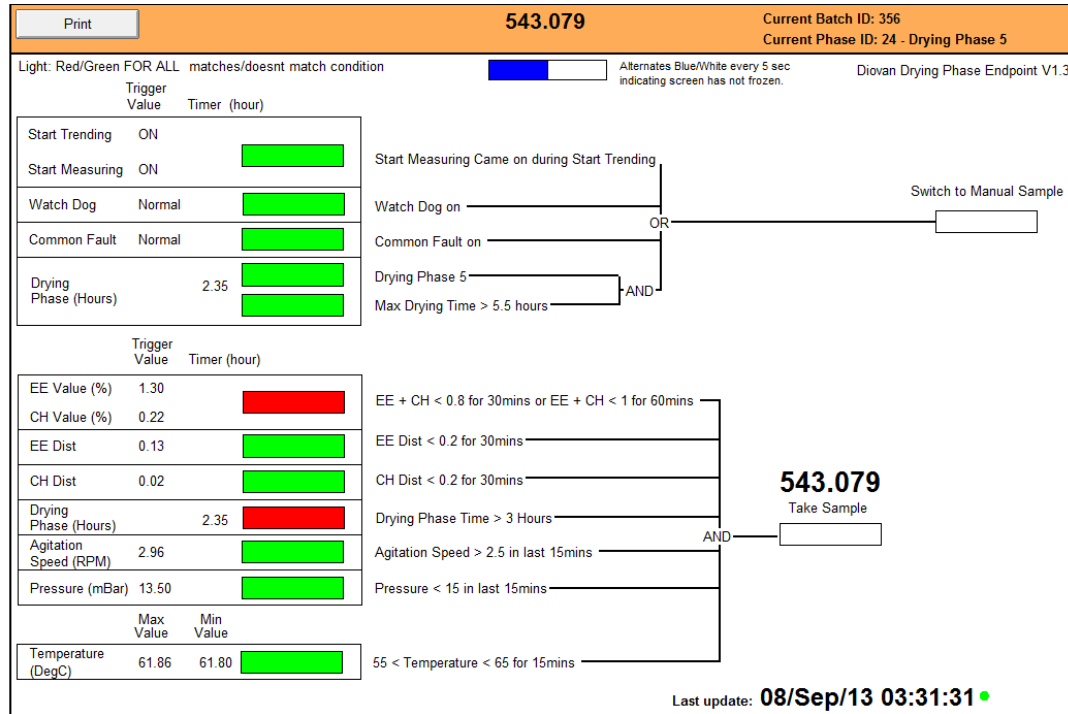 Print
543.079
Current Batch ID: 356
Current Phase ID: 24 - Drying Phase 5
Light: Red/Green FOR ALL matches/doesnt match condition
Alternates Blue/White every 5 sec
indicating screen has not frozen.
Diovan Drying Phase Endpoint V1.3
Trigger
Value Timer (hour)
Start Trending ON
Start Measuring ON
Start Measuring Came on during Start Trending
Switch to Manual Sample
Watch Dog Normal
Watch Dog on
OR
Common Fault Normal
Common Fault on
Drying
Phase (Hours) 2.35
Drying Phase 5
AND
Max Drying Time > 5.5 hours
Trigger
Value Timer (hour)
EE Value (%) 1.30
CH Value (%) 0.22
EE + CH < 0.8 for 30mins or EE + CH < 1 for 60mins
EE Dist 0.13
EE Dist < 0.2 for 30mins
CH Dist 0.02
CH Dist < 0.2 for 30mins
543.079
Take Sample
Drying
Phase (Hours) 2.35
Drying Phase Time > 3 Hours
AND
Agitation
Speed (RPM) 2.96
Agitation Speed > 2.5 in last 15mins
Pressure (mBar) 13.50
Pressure < 15 in last 15mins
Max Min
Value Value
Temperature
(DegC) 61.86 61.80
55 < Temperature < 65 for 15mins
Last update: 08/Sep/13 03:31:31